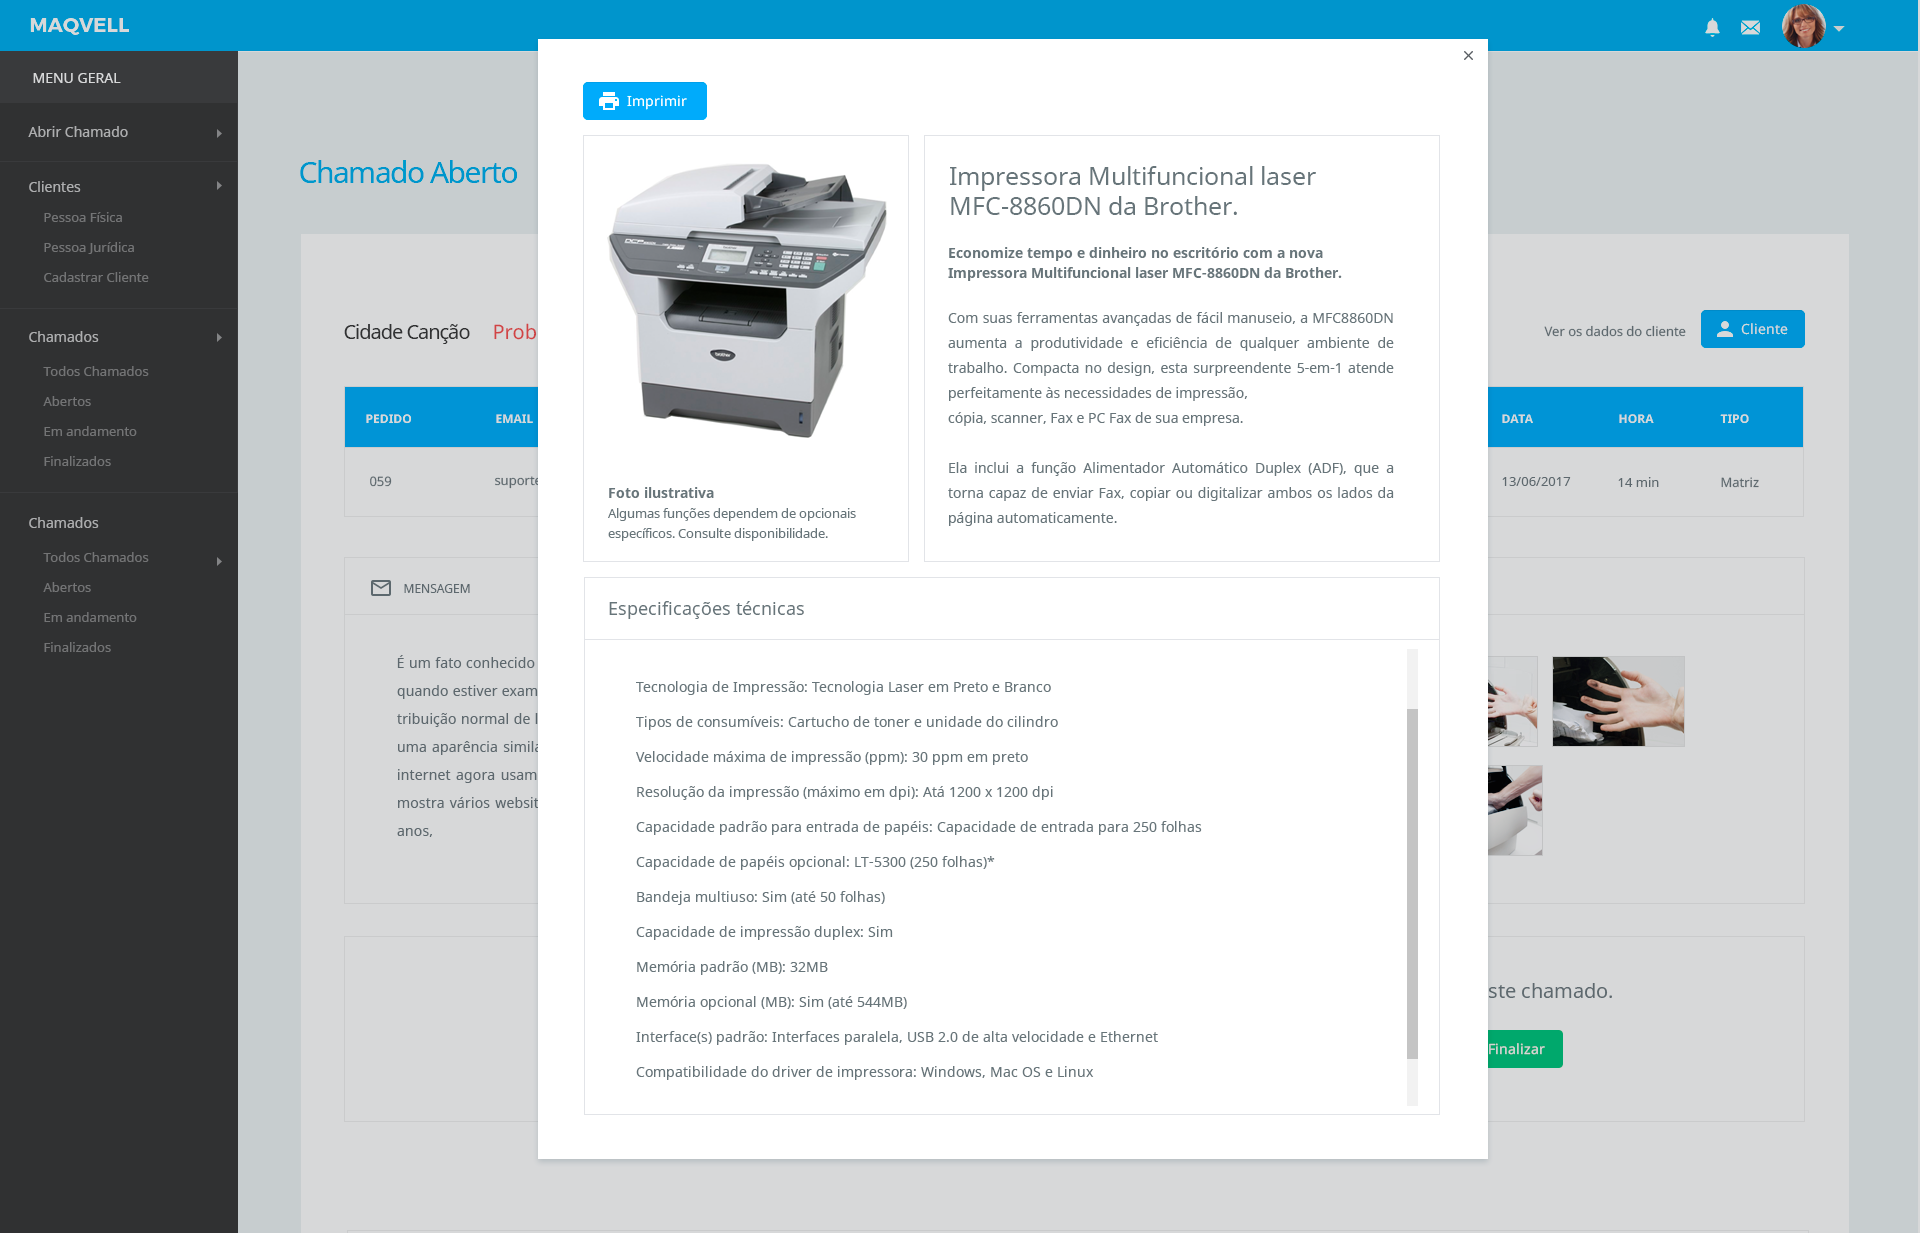 MAQVELL
MENU GERAL
Abrir Chamado
Clientes
Pessoa Física
Pessoa Jurídica
Cadastrar Cliente
Chamados
Todos Chamados
Abertos
Em andamento
Finalizados
Chamados
Todos Chamados
Abertos
Em andamento
Finalizados
Chamado Aberto
Cidade Canção Prob
Ver os dados do cliente
Cliente
PEDIDO EMAIL DATA HORA TIPO
059 suporte 13/06/2017 14 min Matriz
MENSAGEM
É um fato conhecido
quando estiver exam
tribuição normal de l
uma aparência simila
internet agora usam
mostra vários websit
anos,
ste chamado.
Finalizar
×
Imprimir
DCP
brother
Foto ilustrativa
Algumas funções dependem de opcionais
específicos. Consulte disponibilidade.
Impressora Multifuncional laser
MFC-8860DN da Brother.
Economize tempo e dinheiro no escritório com a nova
Impressora Multifuncional laser MFC-8860DN da Brother.
Com suas ferramentas avançadas de fácil manuseio, a MFC8860DN
aumenta a produtividade e eficiência de qualquer ambiente de
trabalho. Compacta no design, esta surpreendente 5-em-1 atende
perfeitamente às necessidades de impressão,
cópia, scanner, Fax e PC Fax de sua empresa.
Ela inclui a função Alimentador Automático Duplex (ADF), que a
torna capaz de enviar Fax, copiar ou digitalizar ambos os lados da
página automaticamente.
Especificações técnicas
Tecnologia de Impressão: Tecnologia Laser em Preto e Branco
Tipos de consumíveis: Cartucho de toner e unidade do cilindro
Velocidade máxima de impressão (ppm): 30 ppm em preto
Resolução da impressão (máximo em dpi): Atá 1200 x 1200 dpi
Capacidade padrão para entrada de papéis: Capacidade de entrada para 250 folhas
Capacidade de papéis opcional: LT-5300 (250 folhas)*
Bandeja multiuso: Sim (até 50 folhas)
Capacidade de impressão duplex: Sim
Memória padrão (MB): 32MB
Memória opcional (MB): Sim (até 544MB)
Interface(s) padrão: Interfaces paralela, USB 2.0 de alta velocidade e Ethernet
Compatibilidade do driver de impressora: Windows, Mac OS e Linux